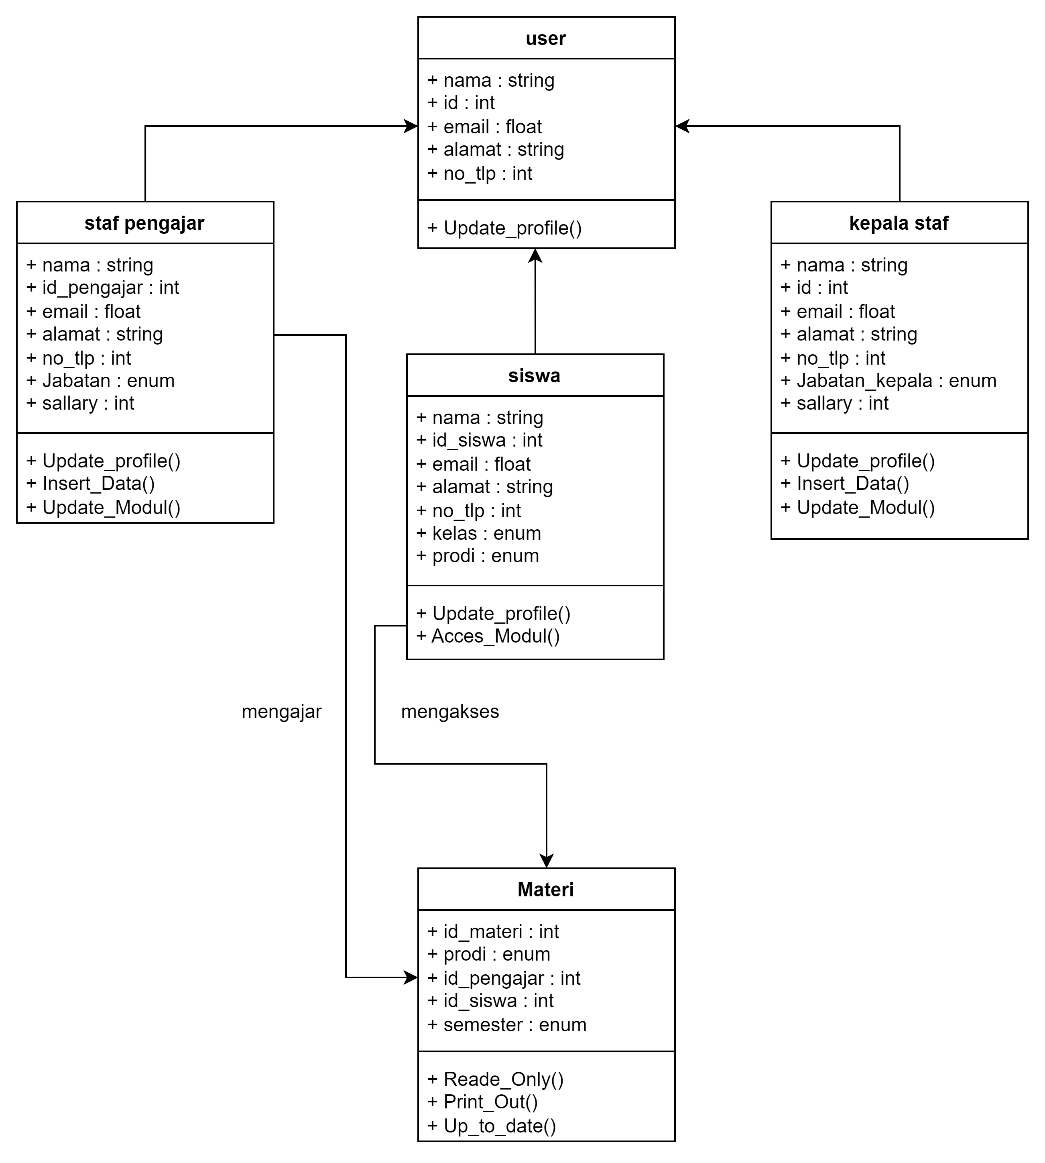 user
+ nama : string
+ id : int
+ email : float
+ alamat : string
+ no_tlp : int
+ Update_profile()
staf pengajar
+ nama : string
+ id_pengajar : int
+ email : float
+ alamat : string
+ no_tlp : int
+ Jabatan : enum
+ sallary : int
+ Update_profile()
+ Insert_Data()
+ Update_Modul()
kepala staf
+ nama : string
+ id : int
+ email : float
+ alamat : string
+ no_tlp : int
+ Jabatan_kepala : enum
+ sallary : int
+ Update_profile()
+ Insert_Data()
+ Update_Modul()
siswa
+ nama : string
+ id_siswa : int
+ email : float
+ alamat : string
+ no_tlp : int
+ kelas : enum
+ prodi : enum
+ Update_profile()
+ Acces_Modul()
mengajar
mengakses
Materi
+ id_materi : int
+ prodi : enum
+ id_pengajar : int
+ id_siswa : int
+ semester : enum
+ Reade_Only()
+ Print_Out()
+ Up_to_date()